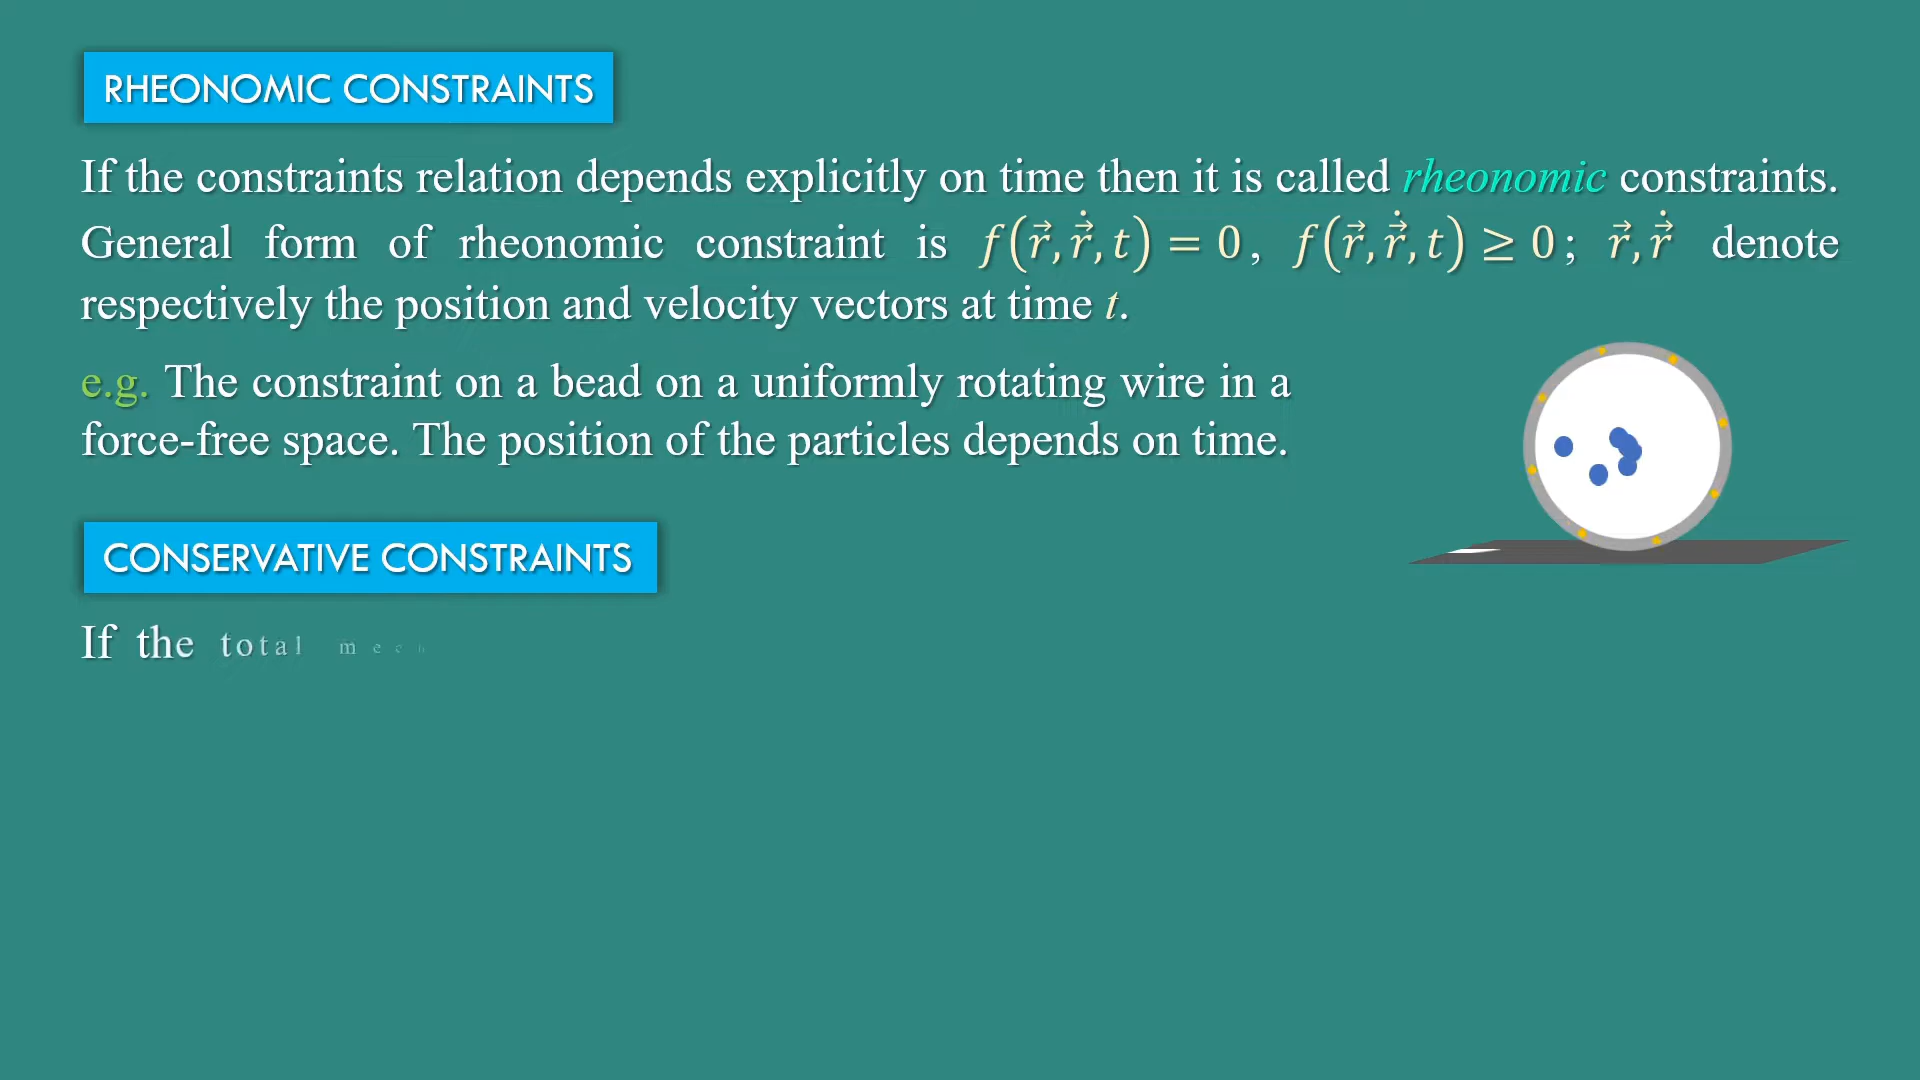 RHEONOMIC CONSTRAINTS
If the constraints relation depends explicitly on time then it is called rheonomic constraints.
General form of rheonomic constraint is f(r⃗, ṙ⃗, t) = 0 , f(r⃗, ṙ⃗, t) ≥ 0 ; r⃗, ṙ⃗ denote
respectively the position and velocity vectors at time t.
e.g. The constraint on a bead on a uniformly rotating wire in a
force-free space. The position of the particles depends on time.
CONSERVATIVE CONSTRAINTS
If the total